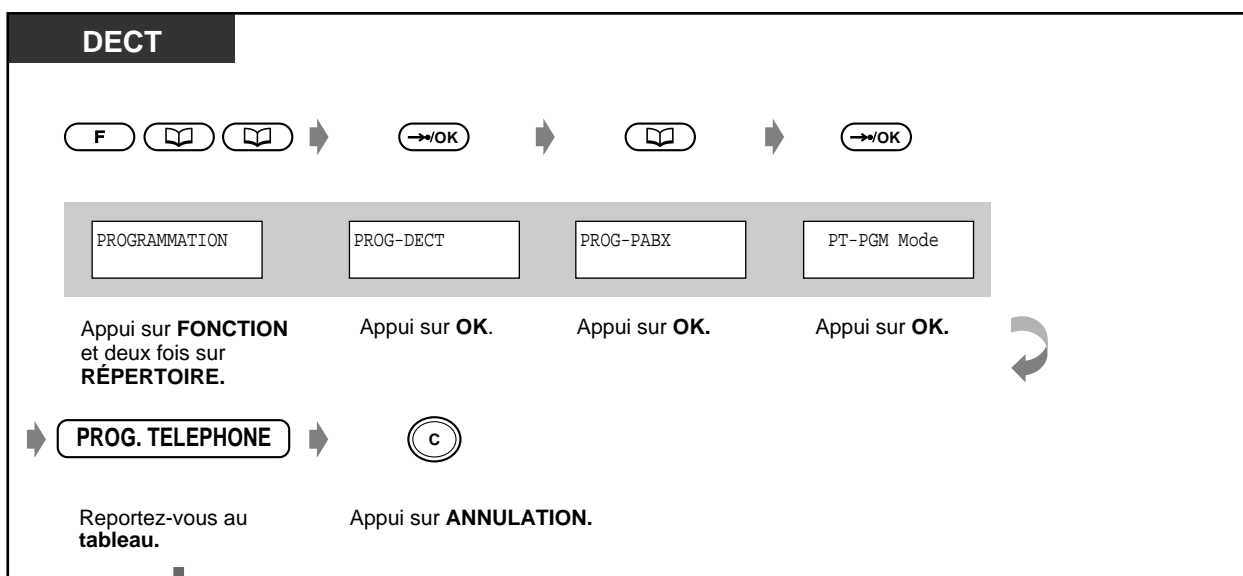 DECT
F →/OK →/OK
PROGRAMMATION PROG-DECT PROG-PABX PT-PGM Mode
Appui sur FONCTION
et deux fois sur
RÉPERTOIRE.
Appui sur OK.
Appui sur OK.
Appui sur OK.
PROG. TELEPHONE C
Reportez-vous au
tableau.
Appui sur ANNULATION.